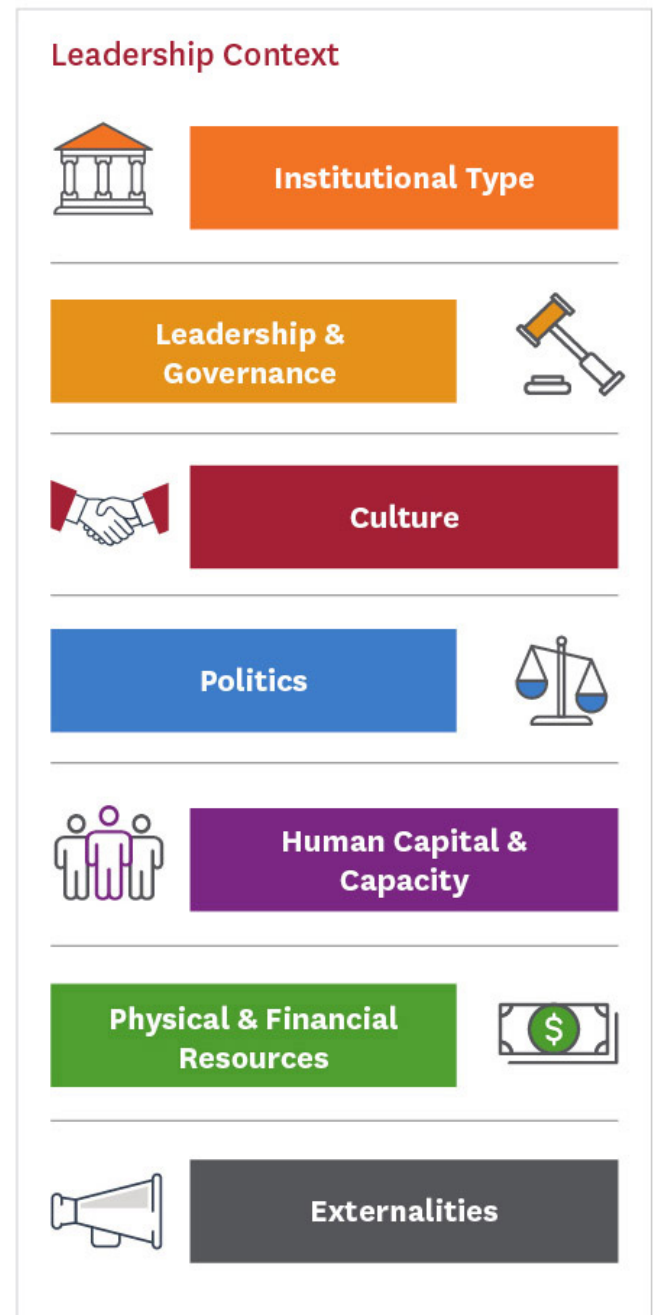 Leadership Context
Institutional Type
Leadership &
Governance
Culture
Politics
Human Capital &
Capacity
Physical & Financial
Resources
$
Externalities